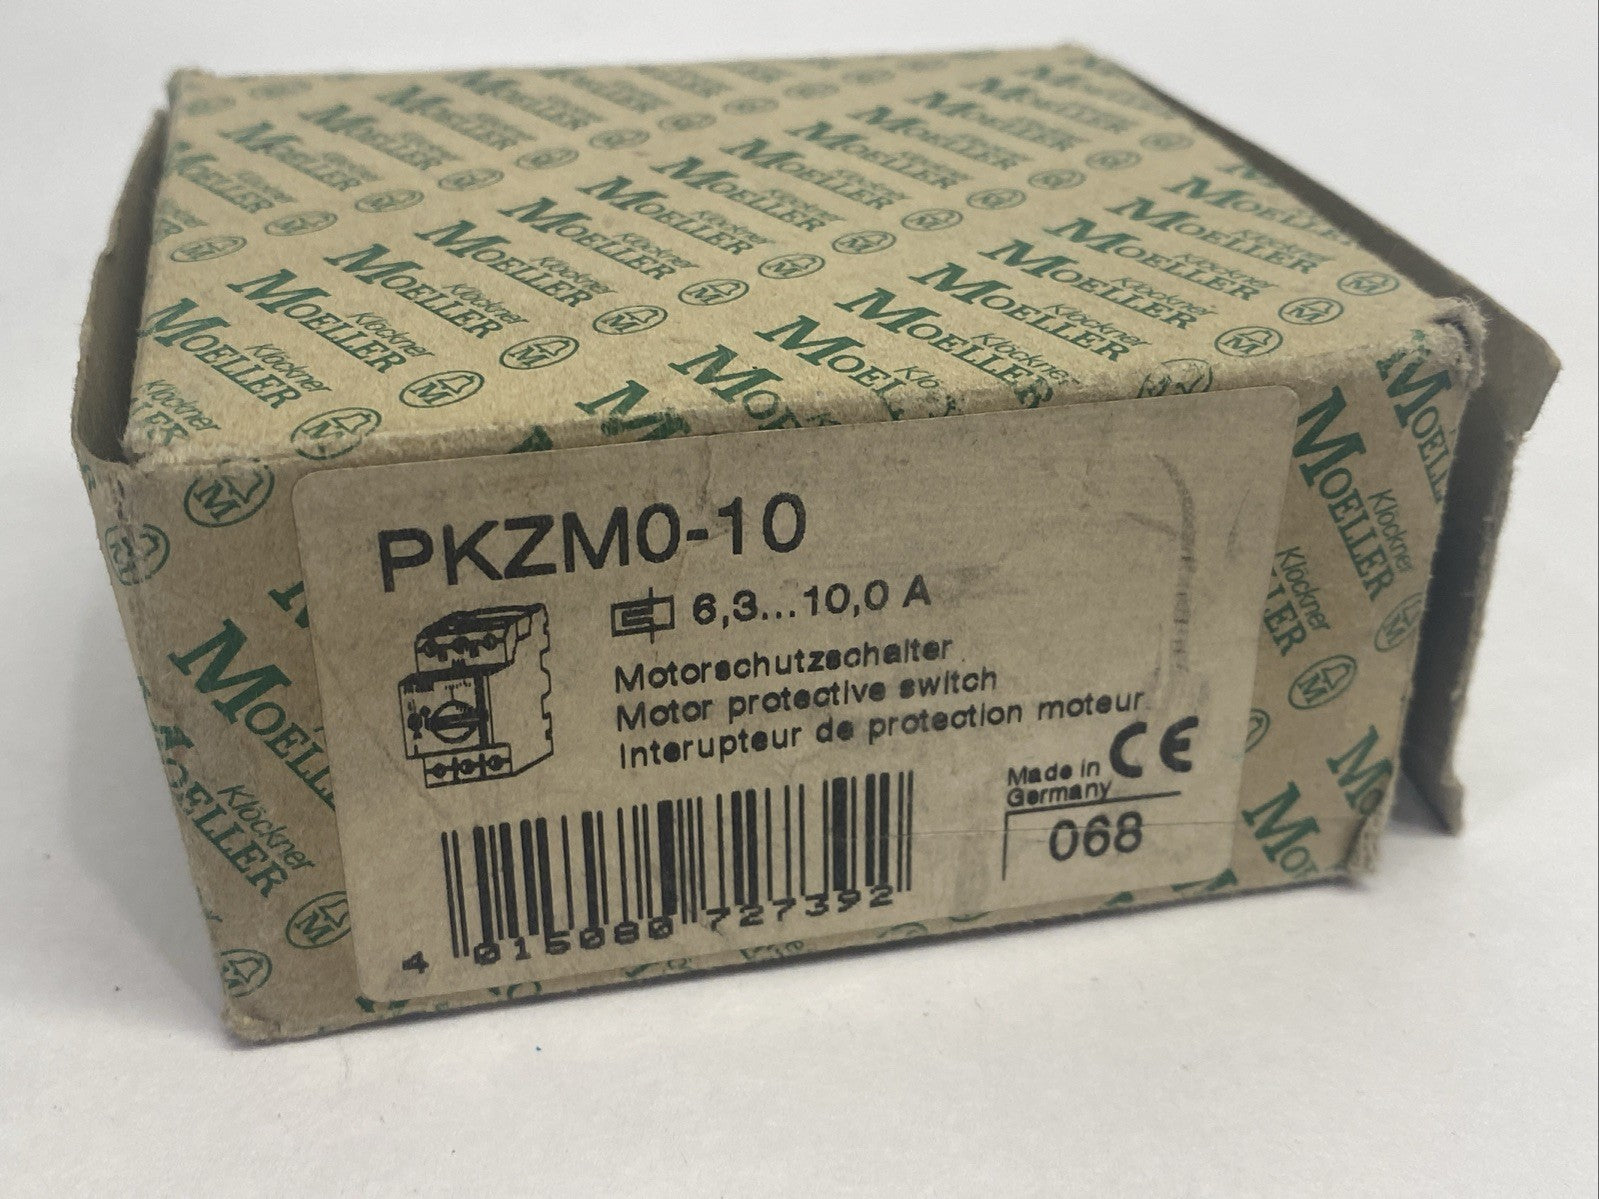 Klöckner
MOELLER
PKZM0-10
6,3...10,0 A
Motorschutzschalter
Motor protective switch
Interupteur de protection moteur
Made in
Germany
CE
068
4 015080 727392